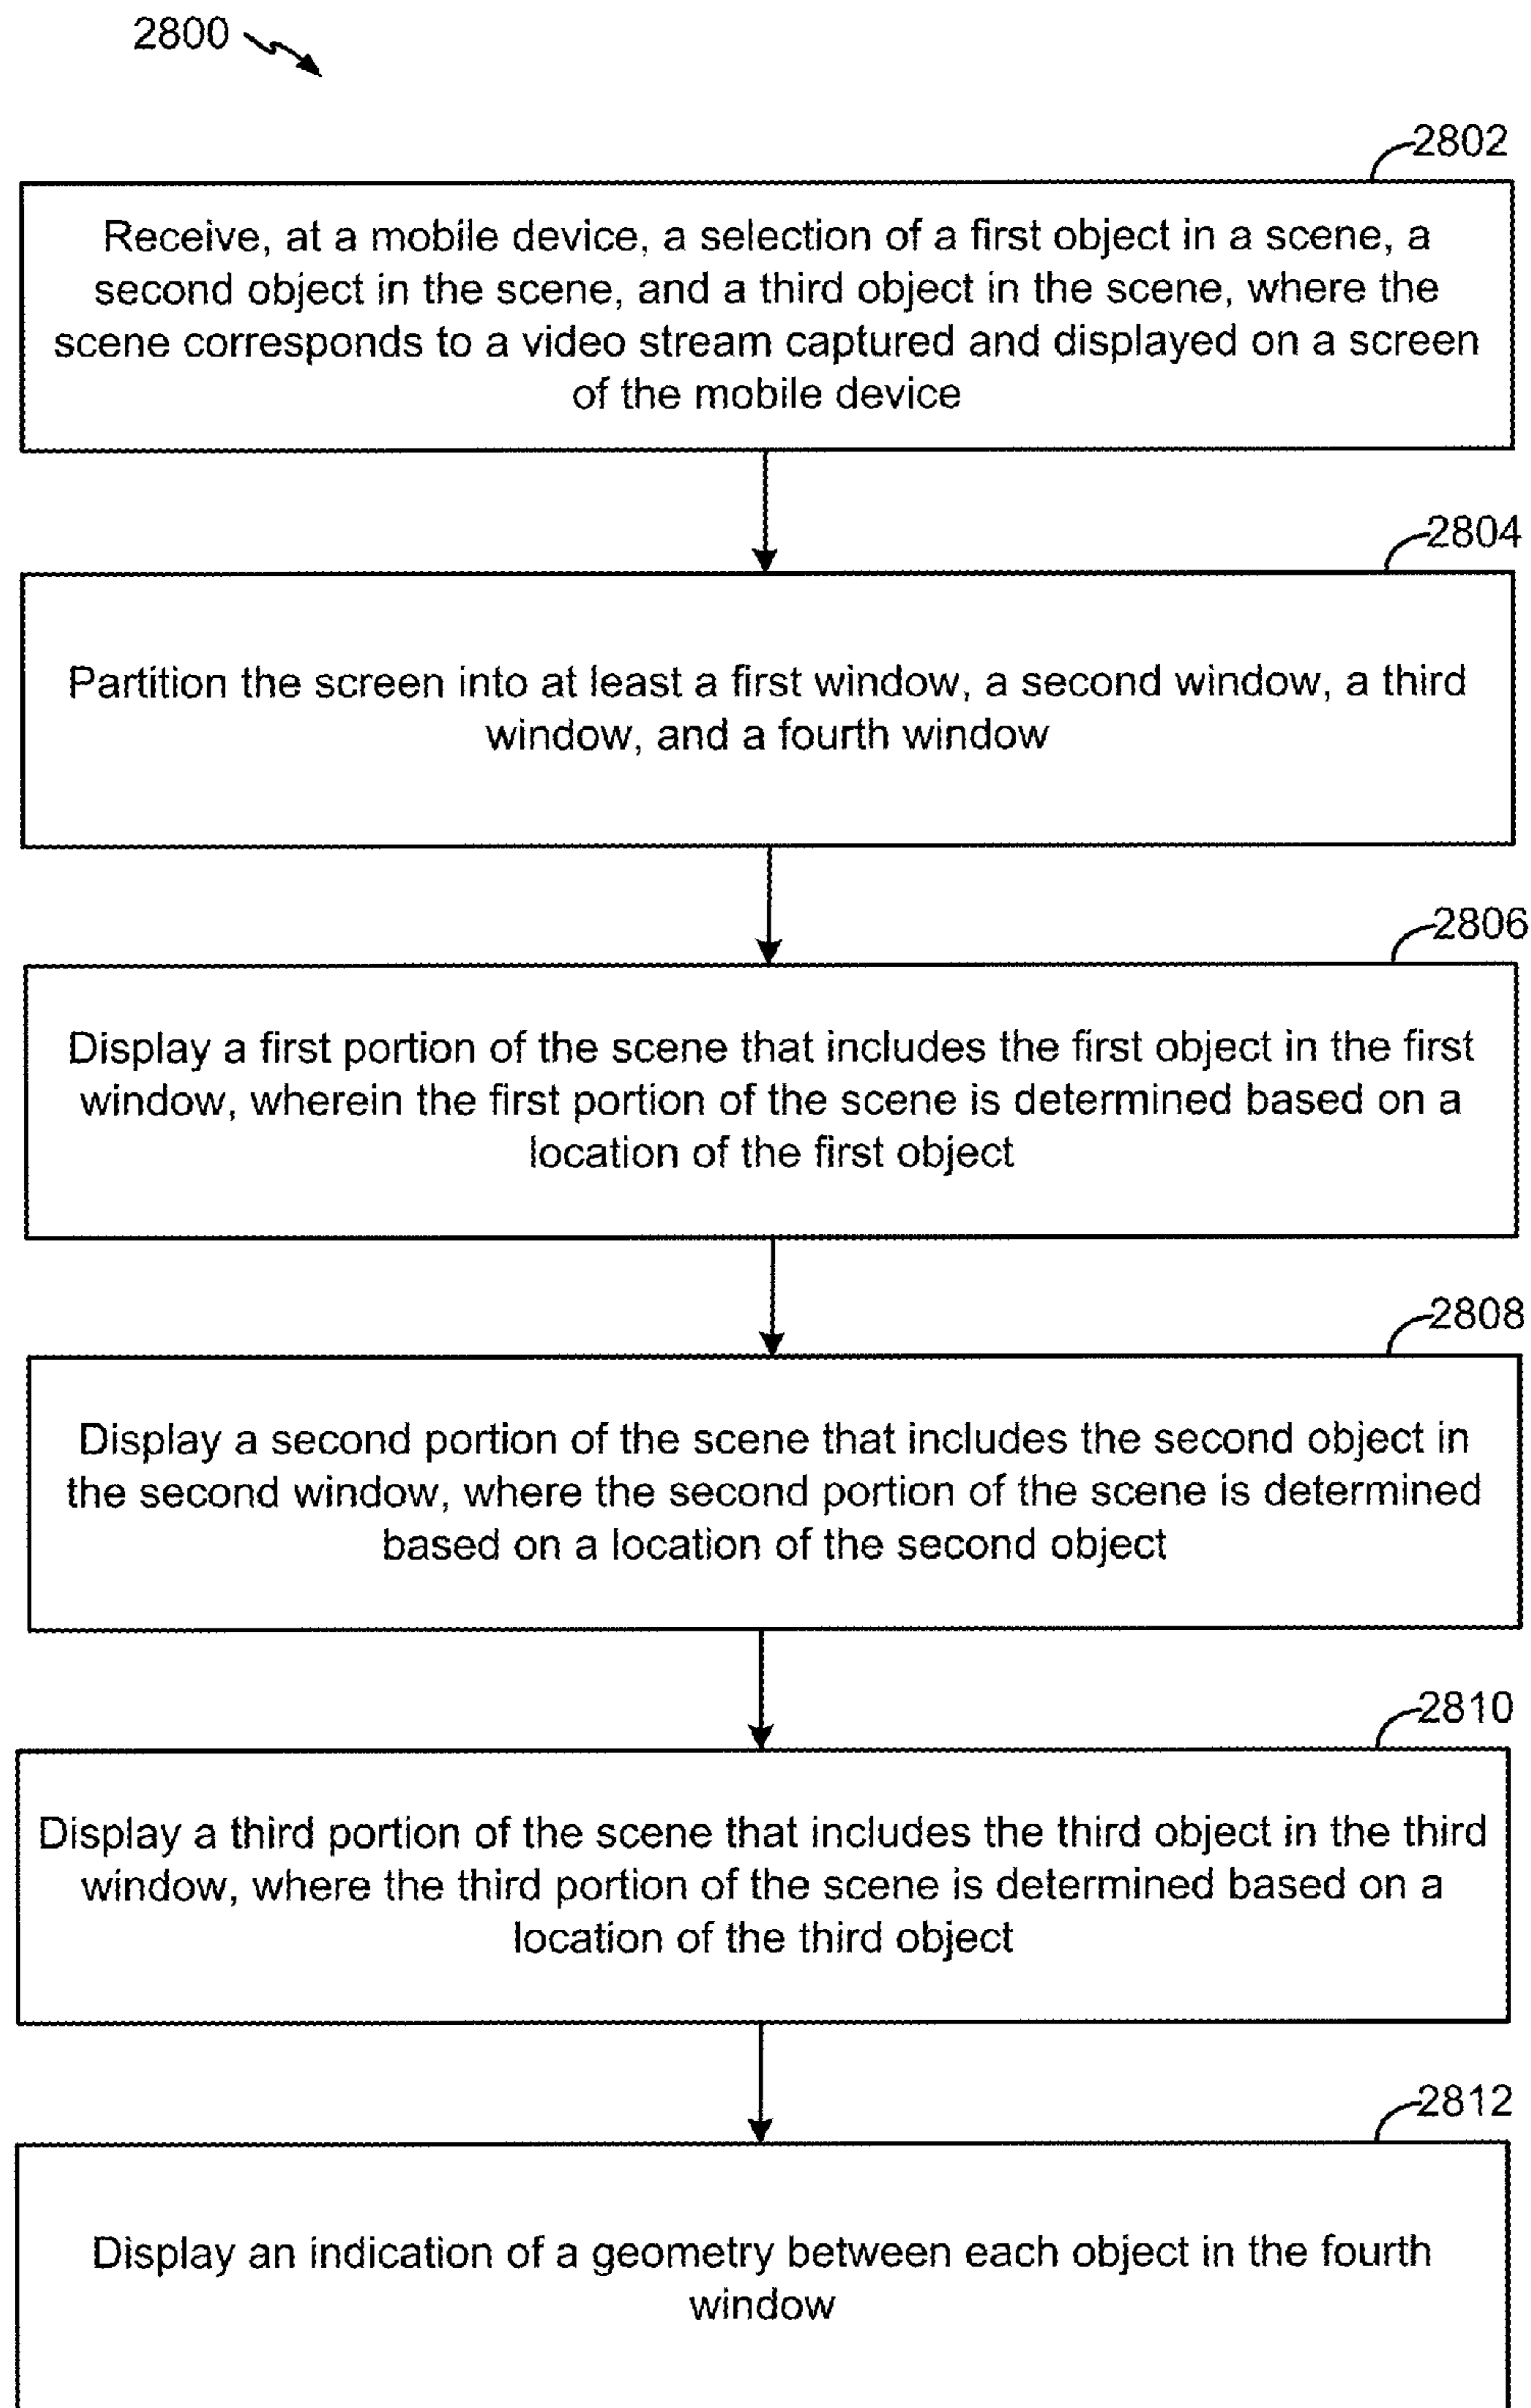 2800
2802
Receive, at a mobile device, a selection of a first object in a scene, a
second object in the scene, and a third object in the scene, where the
scene corresponds to a video stream captured and displayed on a screen
of the mobile device
2804
Partition the screen into at least a first window, a second window, a third
window, and a fourth window
2806
Display a first portion of the scene that includes the first object in the first
window, wherein the first portion of the scene is determined based on a
location of the first object
2808
Display a second portion of the scene that includes the second object in
the second window, where the second portion of the scene is determined
based on a location of the second object
2810
Display a third portion of the scene that includes the third object in the third
window, where the third portion of the scene is determined based on a
location of the third object
2812
Display an indication of a geometry between each object in the fourth
window